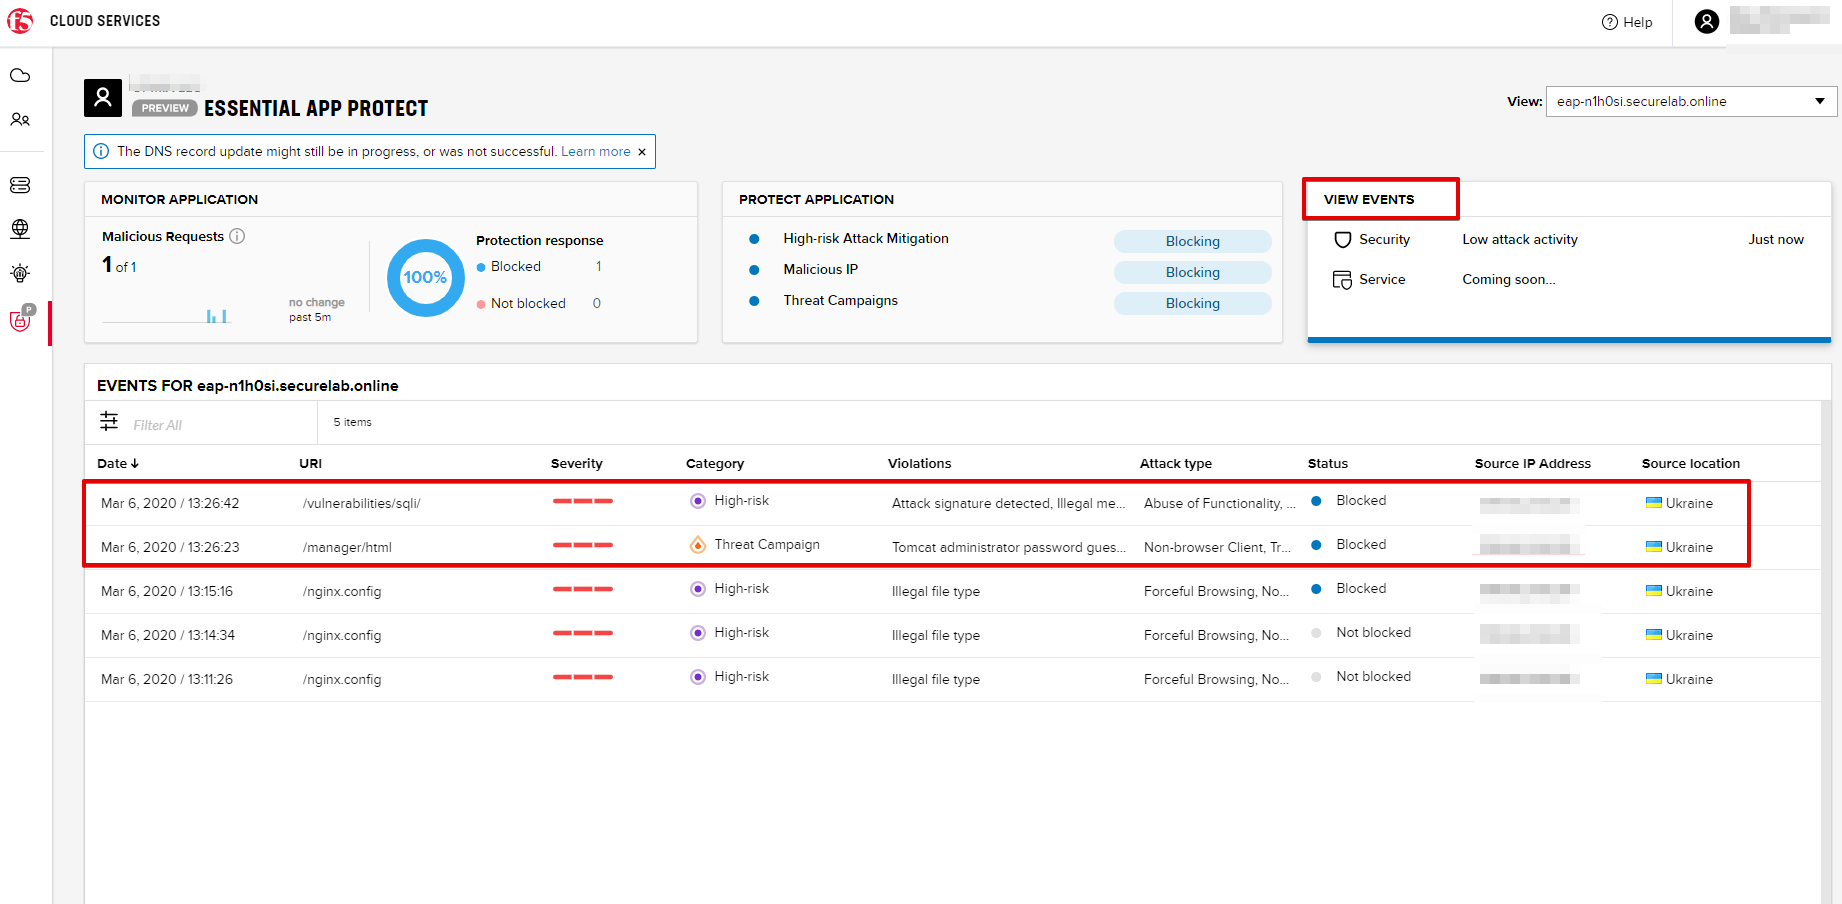 f5 CLOUD SERVICES
Help
PREVIEW ESSENTIAL APP PROTECT
View: eap-n1h0si.securelab.online
P
The DNS record update might still be in progress, or was not successful. Learn more ×
MONITOR APPLICATION
Malicious Requests
1 of 1
no change
past 5m
100%
Protection response
Blocked 1
Not blocked 0
PROTECT APPLICATION
High-risk Attack Mitigation Blocking
Malicious IP Blocking
Threat Campaigns Blocking
VIEW EVENTS
Security Low attack activity Just now
Service Coming soon...
EVENTS FOR eap-n1h0si.securelab.online
Filter All 5 items
Date URI Severity Category Violations Attack type Status Source IP Address Source location
Mar 6, 2020 / 13:26:42 /vulnerabilities/sqli/ High-risk Attack signature detected, Illegal me... Abuse of Functionality, ... Blocked Ukraine
Mar 6, 2020 / 13:26:23 /manager/html Threat Campaign Tomcat administrator password gues... Non-browser Client, Tr... Blocked Ukraine
Mar 6, 2020 / 13:15:16 /nginx.config High-risk Illegal file type Forceful Browsing, No... Blocked Ukraine
Mar 6, 2020 / 13:14:34 /nginx.config High-risk Illegal file type Forceful Browsing, No... Not blocked Ukraine
Mar 6, 2020 / 13:11:26 /nginx.config High-risk Illegal file type Forceful Browsing, No... Not blocked Ukraine